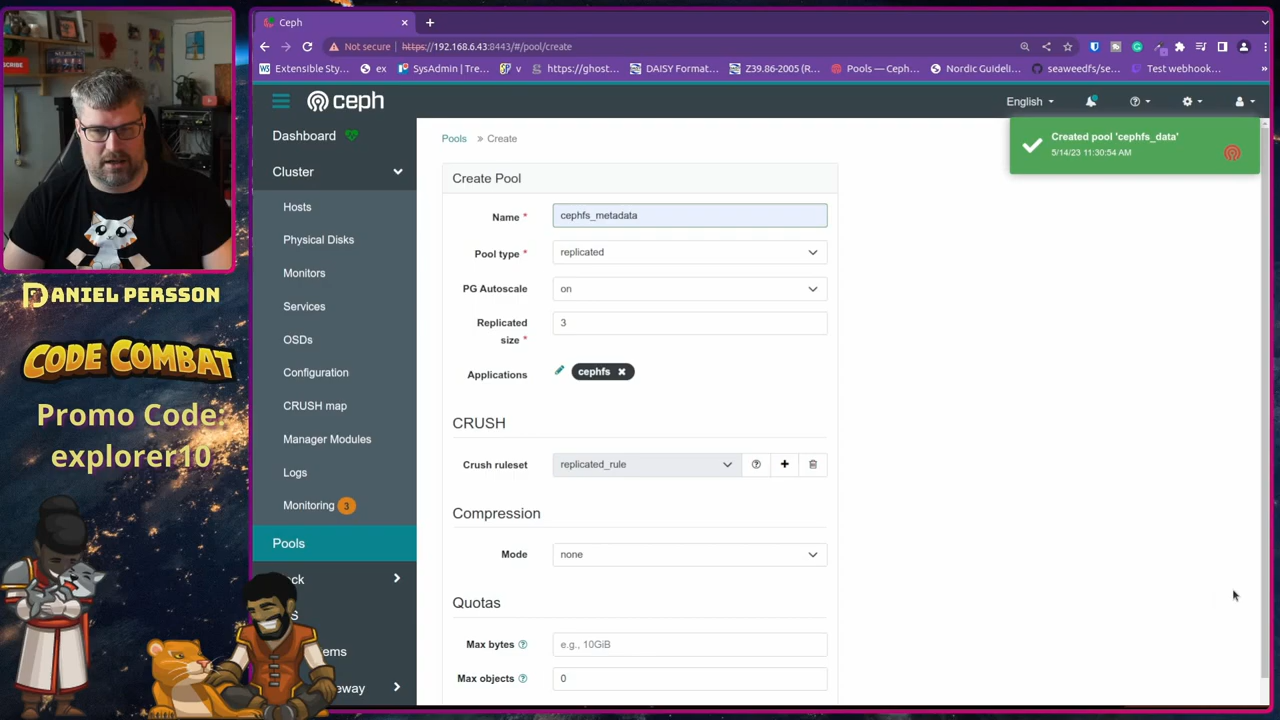 SUBSCRIBE
DANIEL PERSSON
CODE COMBAT
Promo Code:
explorer10
Ceph
Not secure
https://192.168.6.43:8443/#/pool/create
Extensible Sty...
ex
SysAdmin | Tre...
v
https://ghost...
DAISY Format...
Z39.86-2005 (R...
Pools — Ceph...
Nordic Guideli...
seaweedfs/se...
Test webhook...
»
ceph
English
Created pool 'cephfs_data'
5/14/23 11:30:54 AM
Dashboard
Cluster
Hosts
Physical Disks
Monitors
Services
OSDs
Configuration
CRUSH map
Manager Modules
Logs
Monitoring 3
Pools
ck
s
ems
eway
Pools » Create
Create Pool
Name *
cephfs_metadata
Pool type *
replicated
PG Autoscale
on
Replicated
size *
3
Applications
cephfs
CRUSH
Crush ruleset
replicated_rule
Compression
Mode
none
Quotas
Max bytes
e.g., 10GiB
Max objects
0